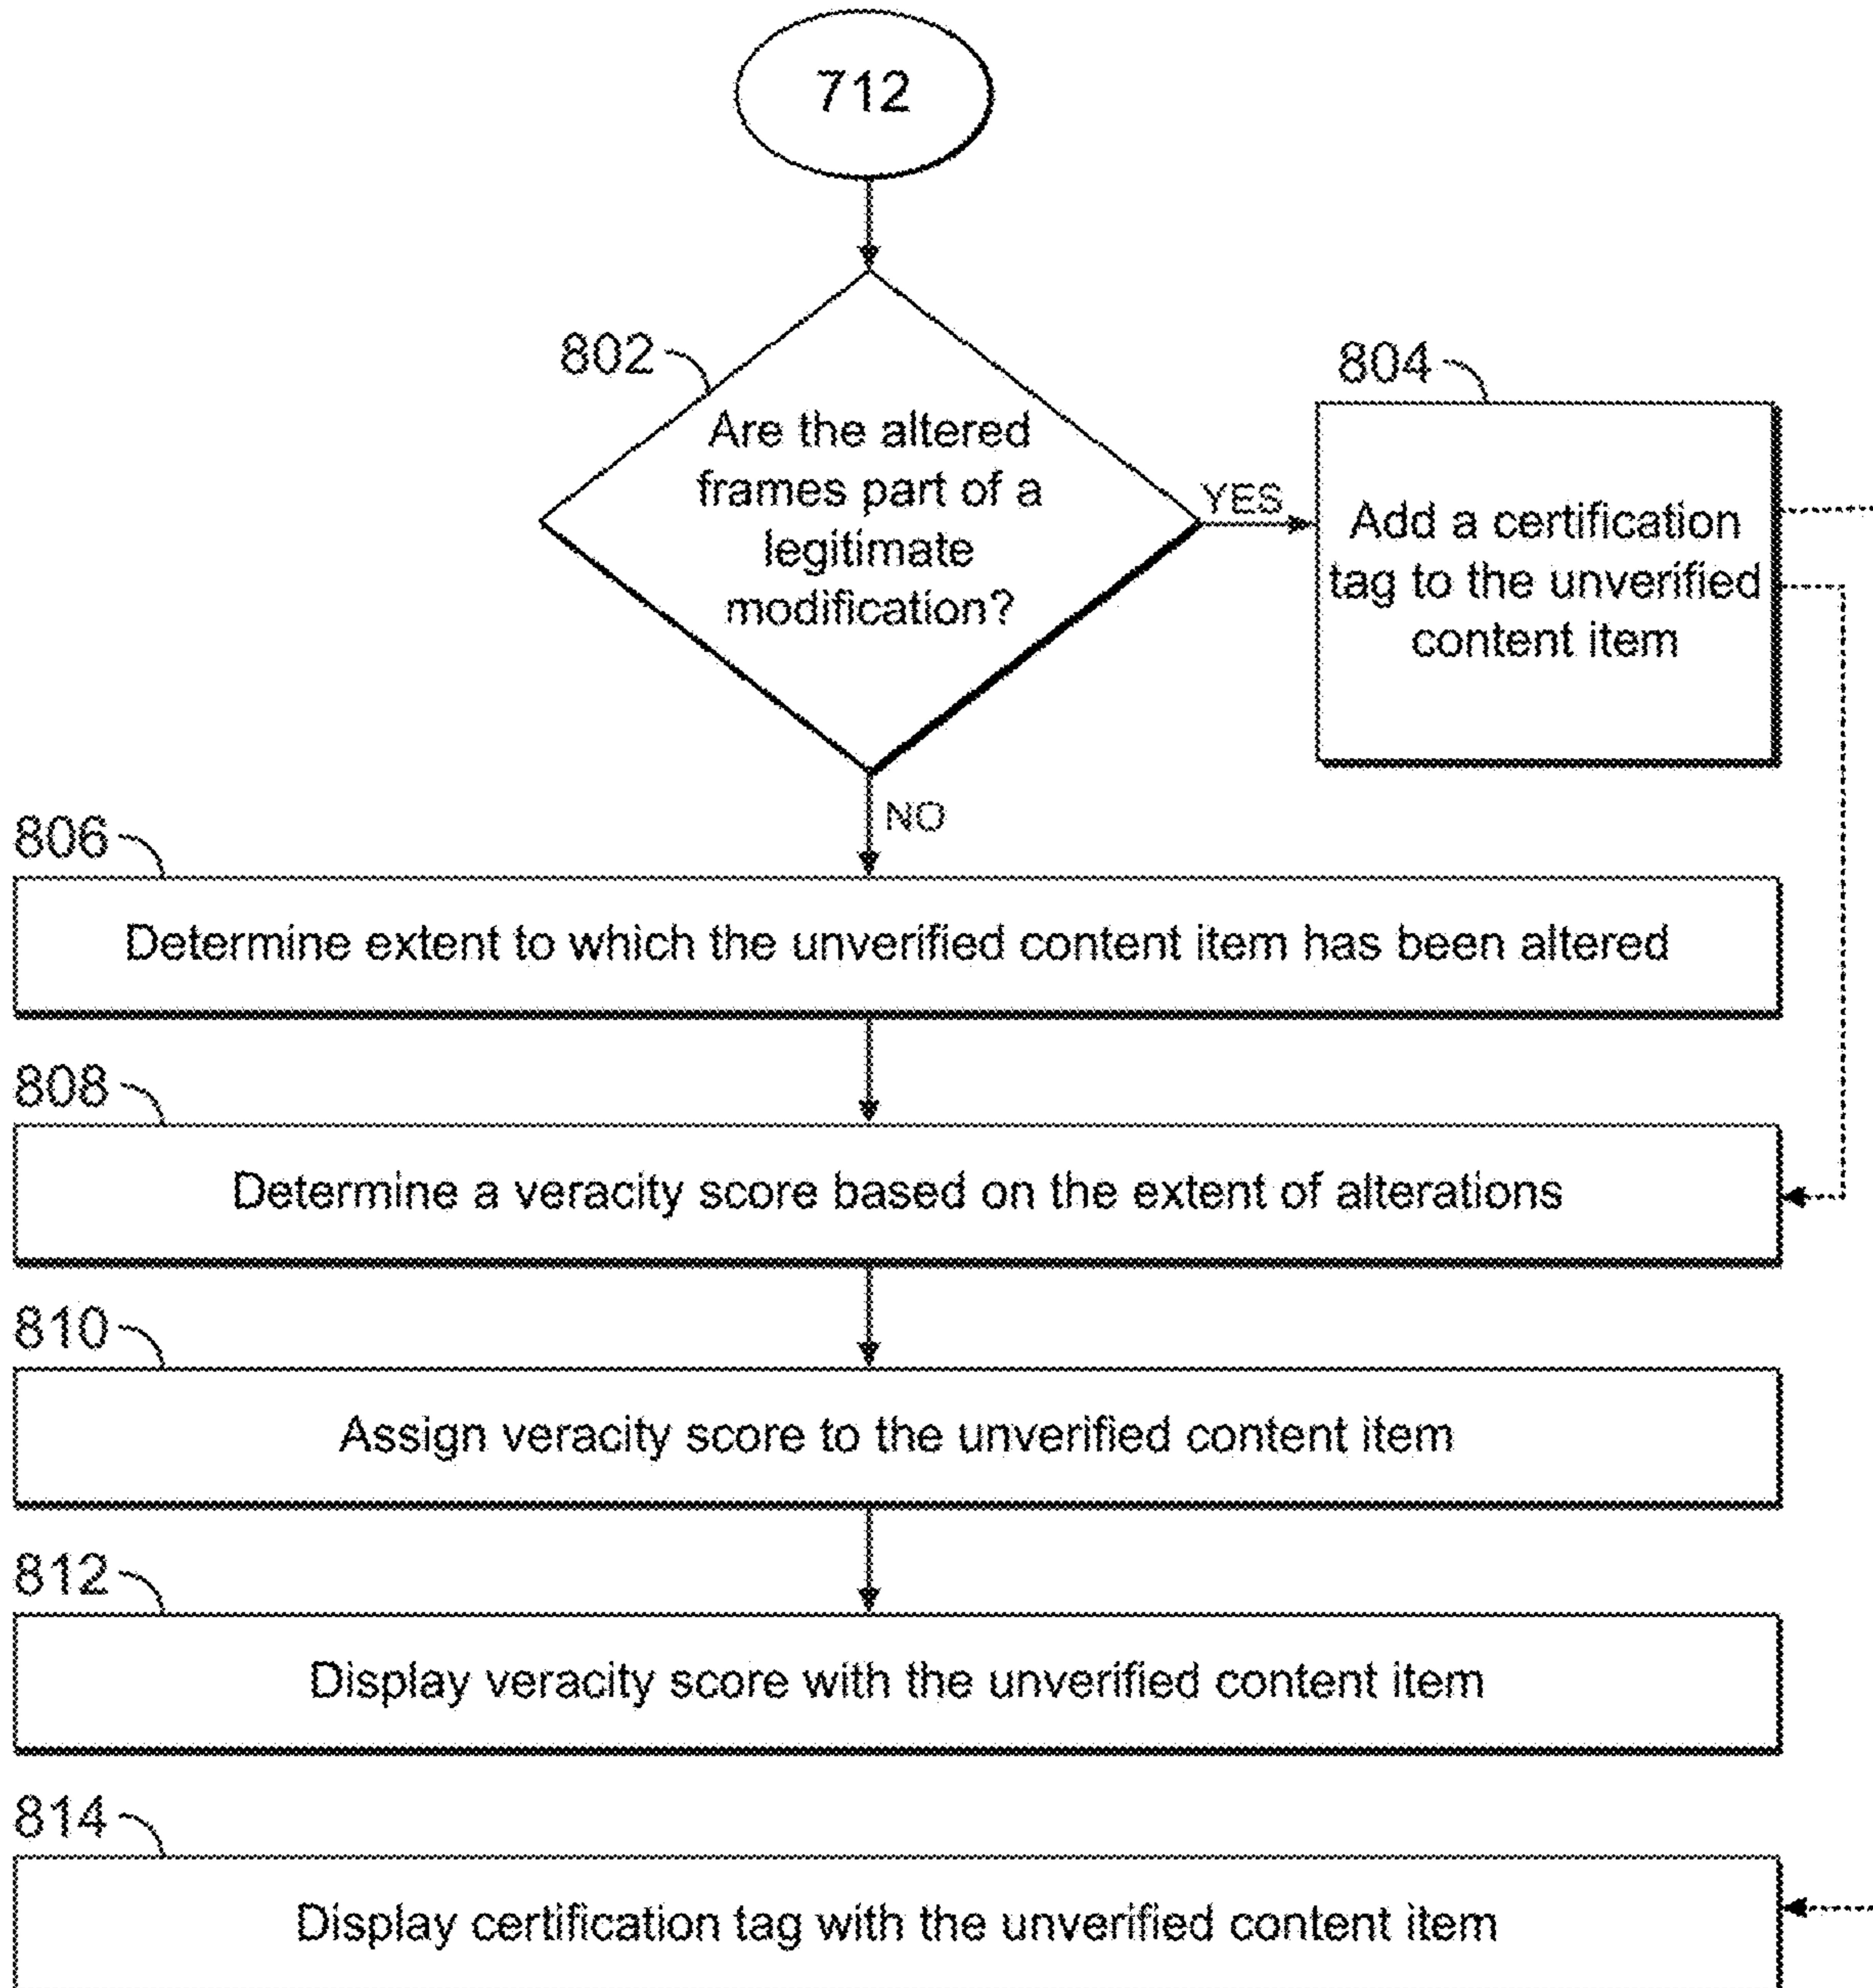 712
802
Are the altered
frames part of a
legitimate
modification?
YES
804
Add a certification
tag to the unverified
content item
NO
806
Determine extent to which the unverified content item has been altered
808
Determine a veracity score based on the extent of alterations
810
Assign veracity score to the unverified content item
812
Display veracity score with the unverified content item
814
Display certification tag with the unverified content item